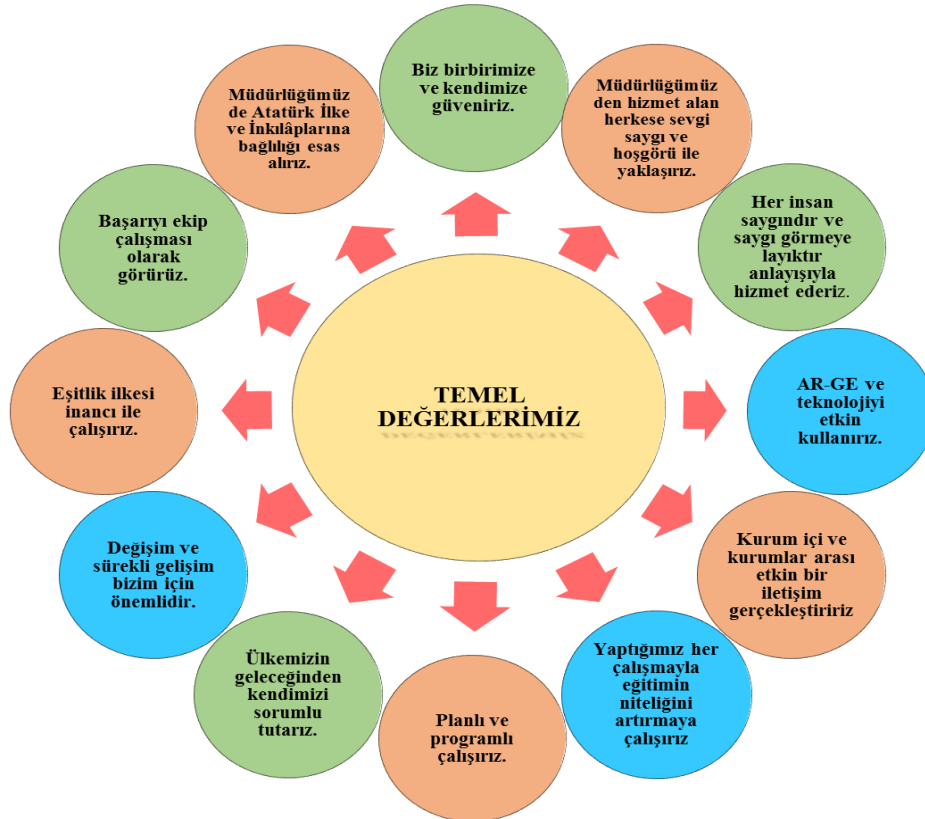 TEMEL
DEĞERLERİMİZ
Biz birbirimize
ve kendimize
güveniriz.
Müdürlüğümüz
den hizmet alan
herkese sevgi
saygı ve
hoşgörü ile
yaklaşırız.
Her insan
saygındır ve
saygı görmeye
layıktır
anlayışıyla
hizmet ederiz.
AR-GE ve
teknolojiyi
etkin
kullanırız.
Kurum içi ve
kurumlar arası
etkin bir
iletişim
gerçekleştiririz
Yaptığımız her
çalışmayla
eğitimin
niteliğini
artırmaya
çalışırız
Planlı ve
programlı
çalışırız.
Ülkemizin
geleceğinden
kendimizi
sorumlu
tutarız.
Değişim ve
sürekli gelişim
bizim için
önemlidir.
Eşitlik ilkesi
inancı ile
çalışırız.
Başarıyı ekip
çalışması
olarak
görürüz.
Müdürlüğümüz
de Atatürk İlke
ve İnkılâplarına
bağlılığı esas
alırız.